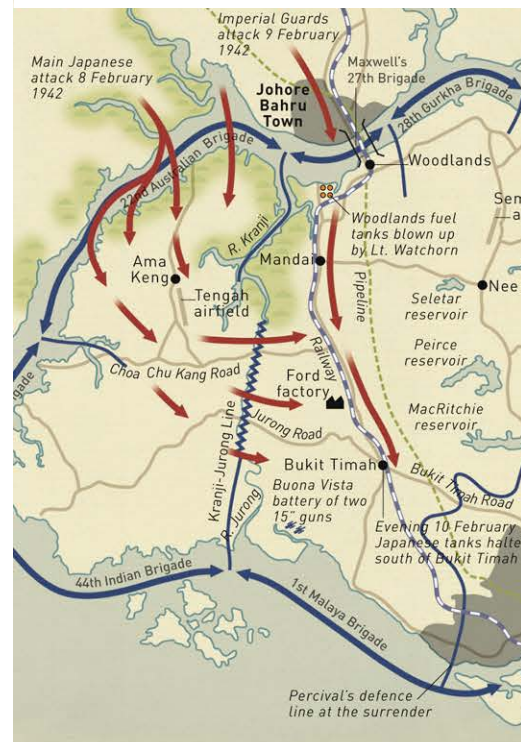 Imperial Guards
attack 9 February
1942
Main Japanese
attack 8 February
1942
Maxwell's
27th Brigade
Johore
Bahru
Town
28th Gurkha Brigade
22nd Australian Brigade
Woodlands
Woodlands fuel
tanks blown up
by Lt. Watchorn
R. Kranji
Mandai
Ama
Keng
Tengah
airfield
Pipeline
Nee
Seletar
reservoir
Peirce
reservoir
Railway
Choa Chu Kang Road
Ford
factory
MacRitchie
reservoir
Kranji-Jurong Line
Jurong Road
Bukit Timah
Bukit Timah Road
Buona Vista
battery of two
15" guns
R. Jurong
Evening 10 February
Japanese tanks halte
south of Bukit Timah
44th Indian Brigade
1st Malaya Brigade
Percival's defence
line at the surrender